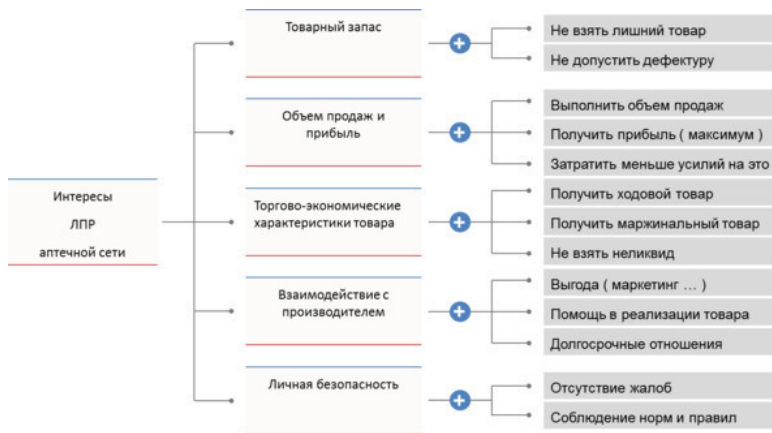 Интересы
ЛПР
аптечной сети
Товарный запас
Не взять лишний товар
Не допустить дефектуру
Объем продаж и
прибыль
Выполнить объем продаж
Получить прибыль ( максимум )
Затратить меньше усилий на это
Торгово-экономические
характеристики товара
Получить ходовой товар
Получить маржинальный товар
Не взять неликвид
Взаимодействие с
производителем
Выгода ( маркетинг ... )
Помощь в реализации товара
Долгосрочные отношения
Личная безопасность
Отсутствие жалоб
Соблюдение норм и правил